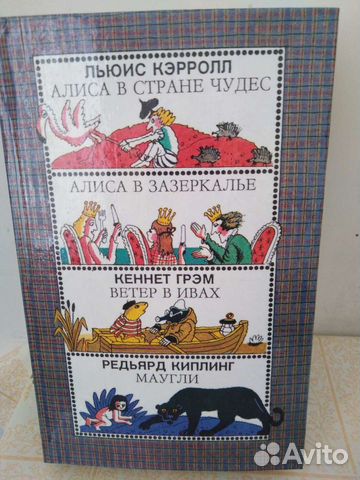 ЛЬЮИС КЭРРОЛЛ
АЛИСА В СТРАНЕ ЧУДЕС
АЛИСА В ЗАЗЕРКАЛЬЕ
КЕННЕТ ГРЭМ
ВЕТЕР В ИВАХ
РЕДЬЯРД КИПЛИНГ
МАУГЛИ
Avito